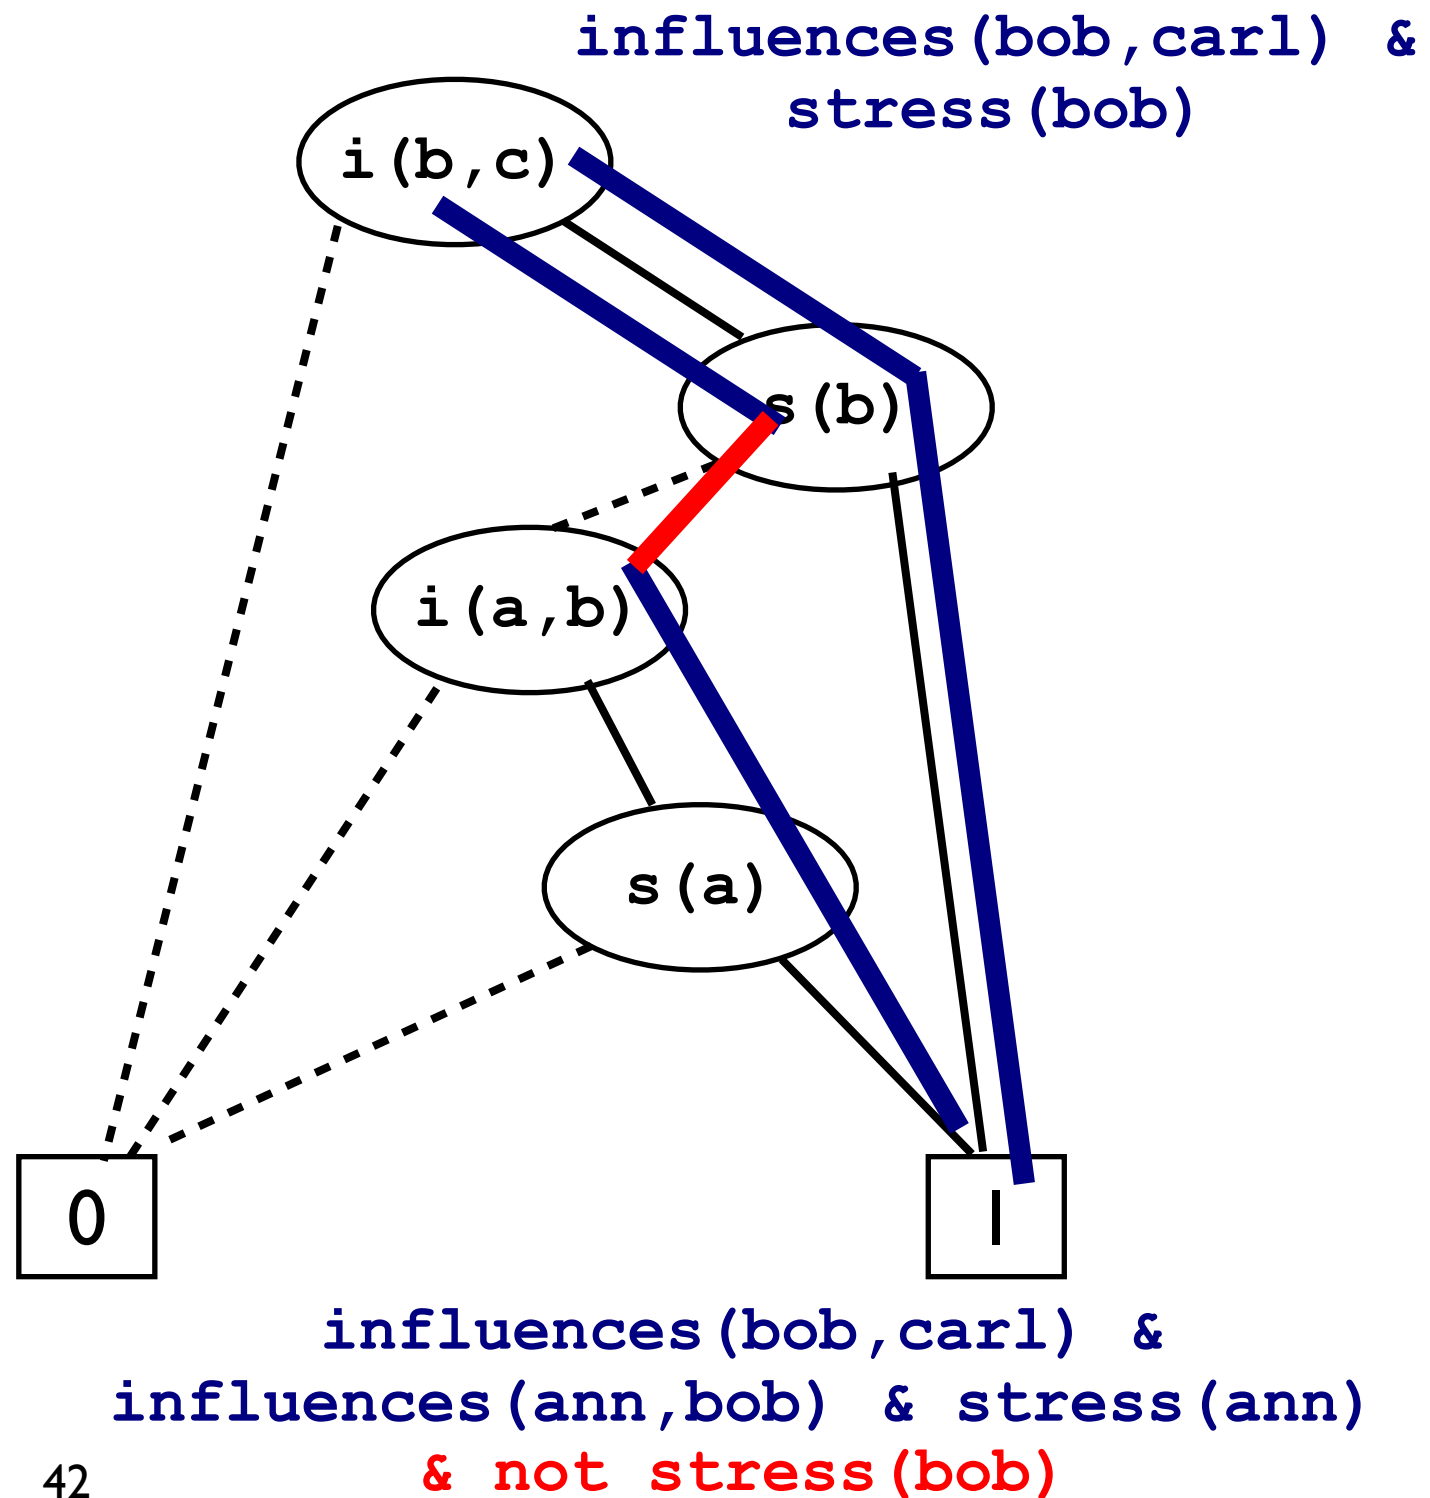 influences(bob,carl) &
stress(bob)
i(b,c)
s(b)
i(a,b)
s(a)
0
1
influences(bob,carl) &
influences(ann,bob) & stress(ann)
& not stress(bob)
42